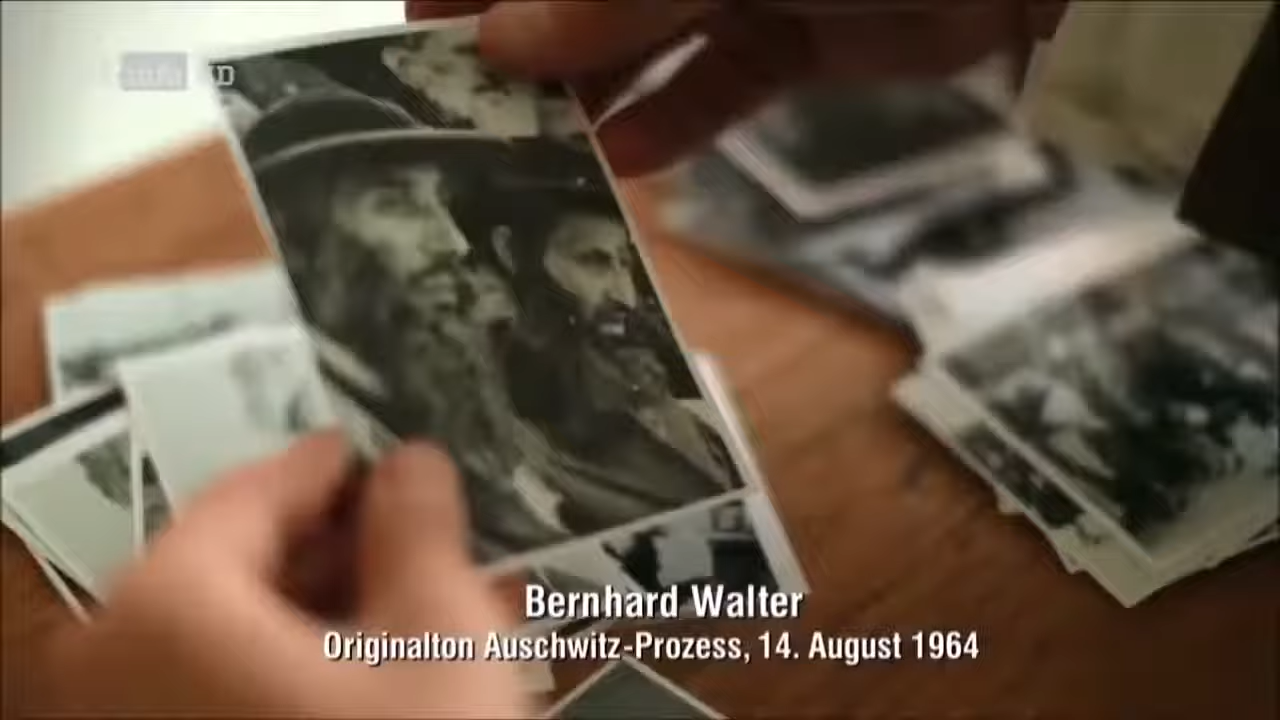 Bernhard Walter
Originalton Auschwitz-Prozess, 14. August 1964